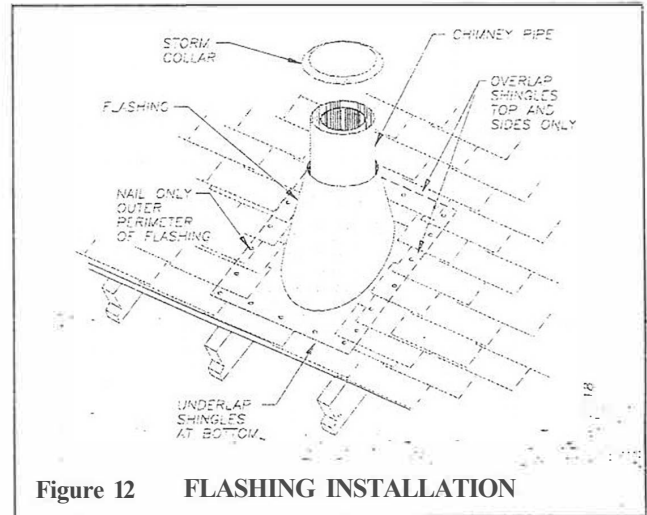 STORM
COLLAR
CHIMNEY PIPE
OVERLAP
SHINGLES
TOP AND
SIDES ONLY
FLASHING
NAIL ONLY
OUTER
PERIMETER
OF FLASHING
UNDERLAP
SHINGLES
AT BOTTOM
18
Figure 12 FLASHING INSTALLATION